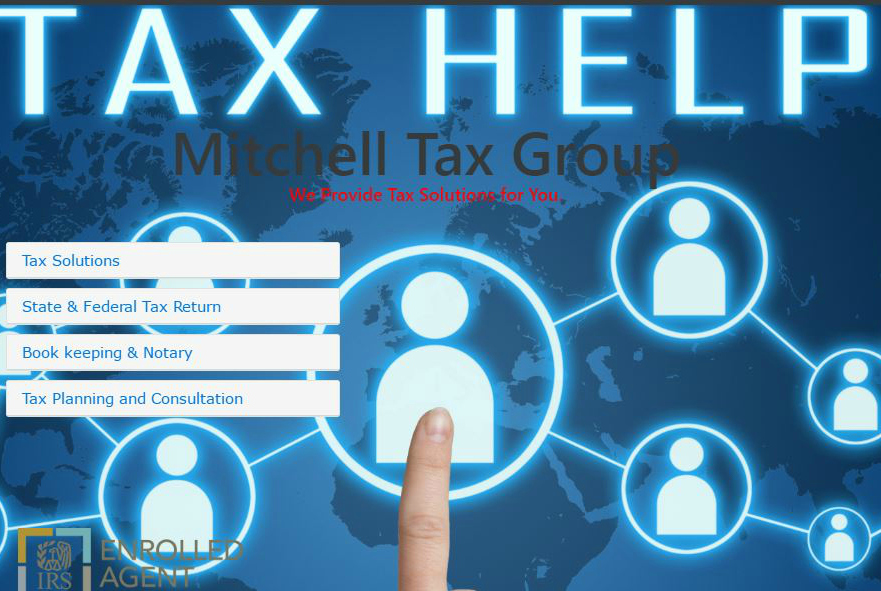 TAX HELP
Mitchell Tax Group
We Provide Tax Solutions for You.
Tax Solutions
State & Federal Tax Return
Book keeping & Notary
Tax Planning and Consultation
ENROLLED
AGENT
IRS